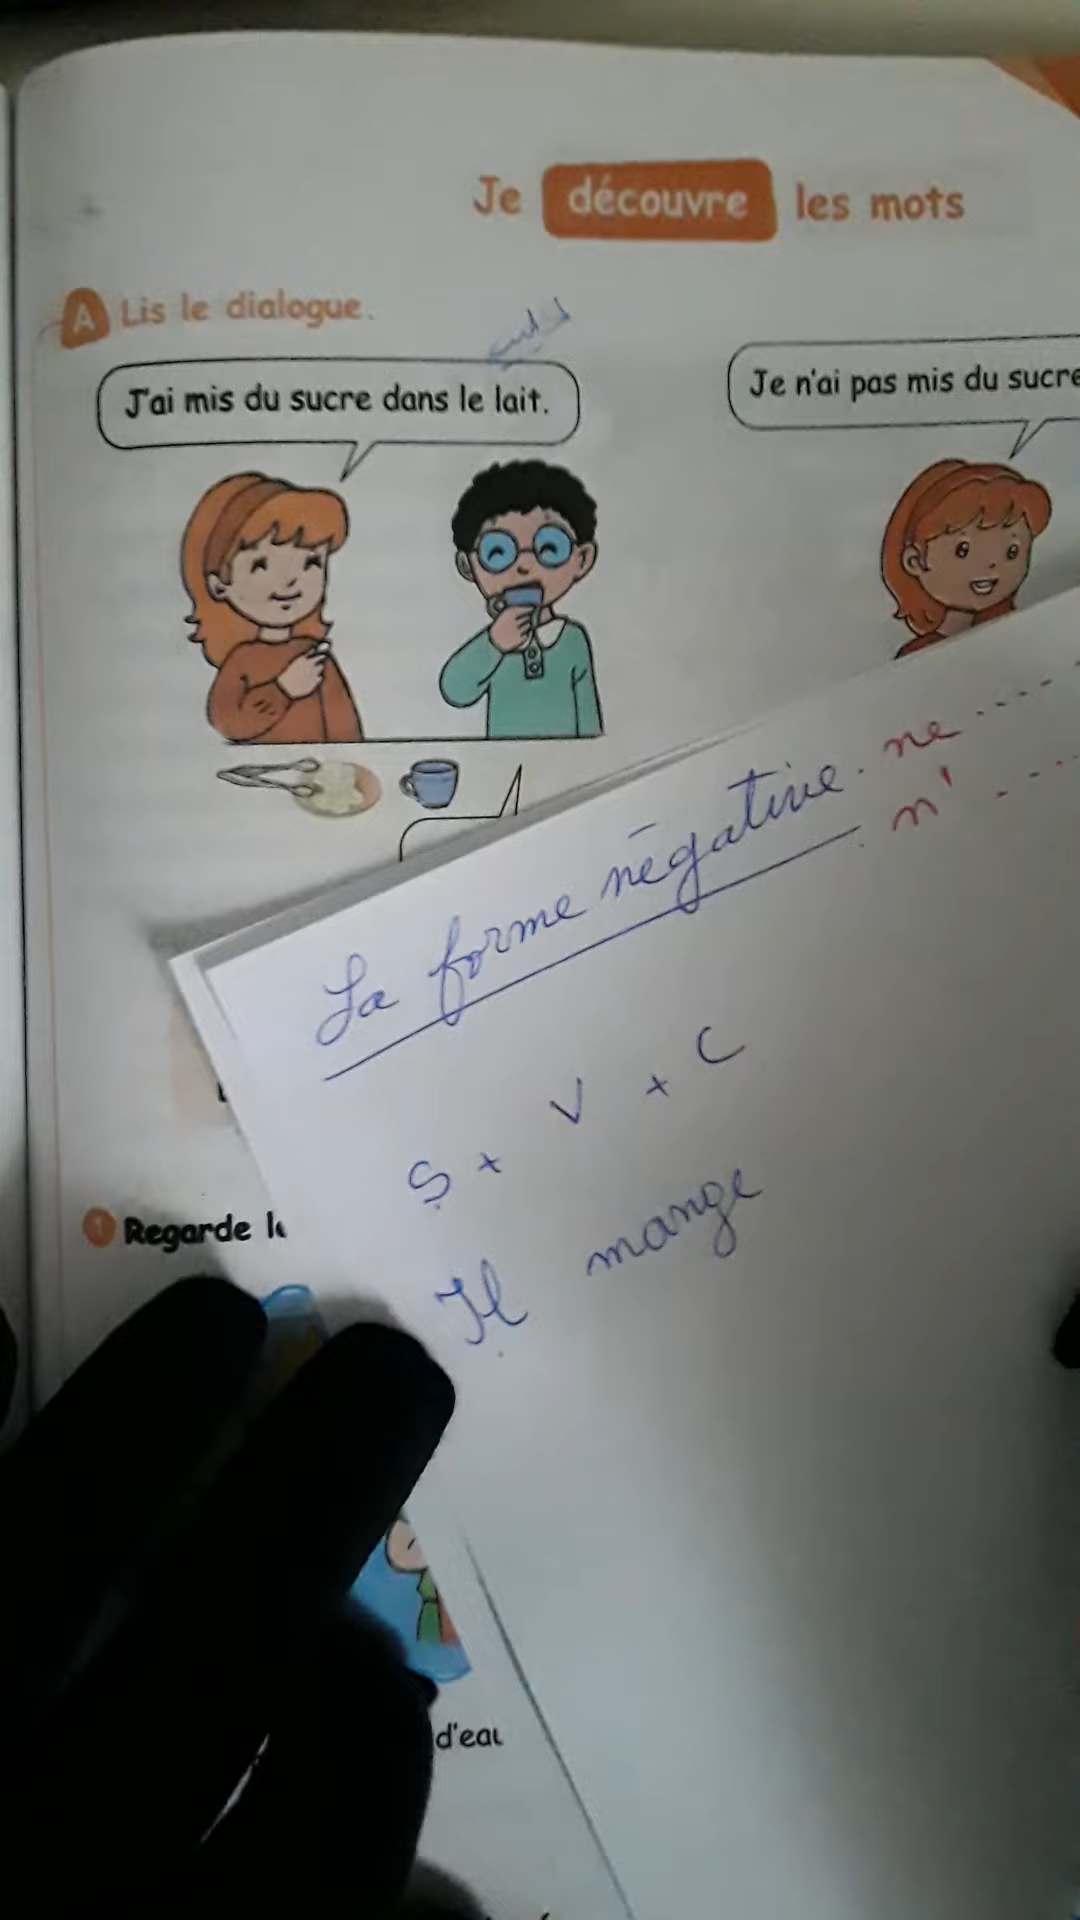 Je découvre les mots
A Lis le dialogue.
J'ai mis du sucre dans le lait.
Je n'ai pas mis du sucre
La forme négative. ne ....
n' ....
S + V + C
Il mange
1 Regarde
d'eau